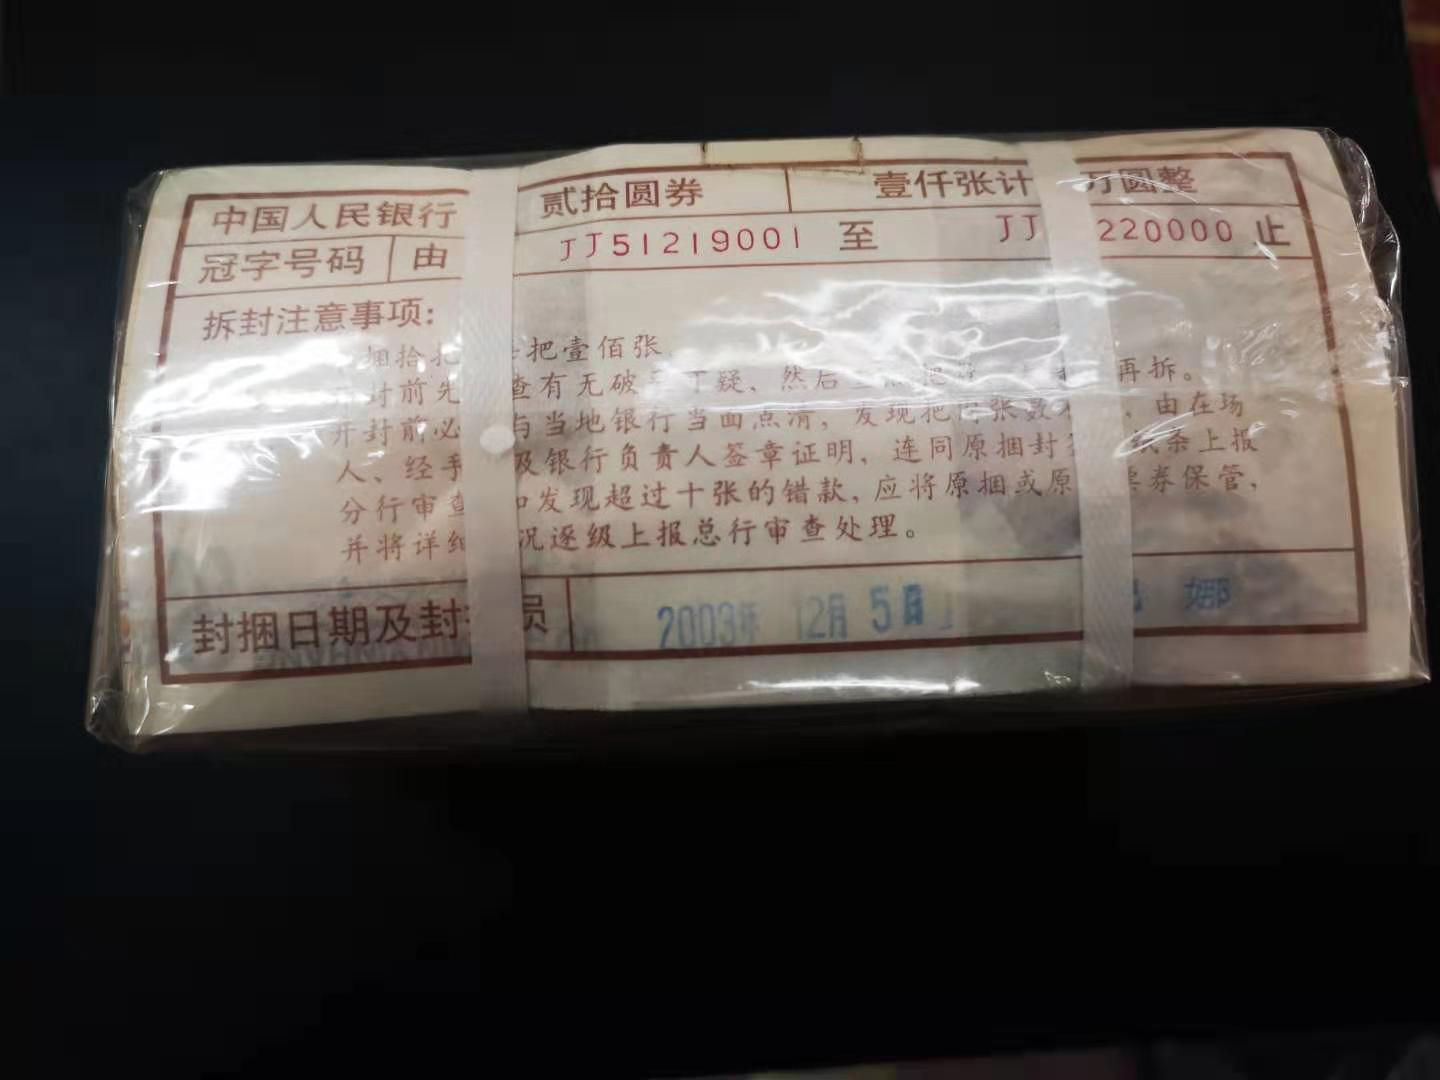 中国人民银行 贰拾圆券 壹仟张计 万圆整
冠字号码 由 JJ51219001 至 JJ 220000 止
拆封注意事项:
捆拾 把壹佰张
封前先 查有无破 然后 再拆。
开封前必 与当地银行当面点清，发现把 张数 ，由在场
人、经手 及银行负责人签章证明，连同原捆封 条上报
分行审查 如发现超过十张的错款，应将原捆或原 票券保管，
并将详细 况逐级上报总行审查处理。
封捆日期及封 员 2003年 12月 5日 娜